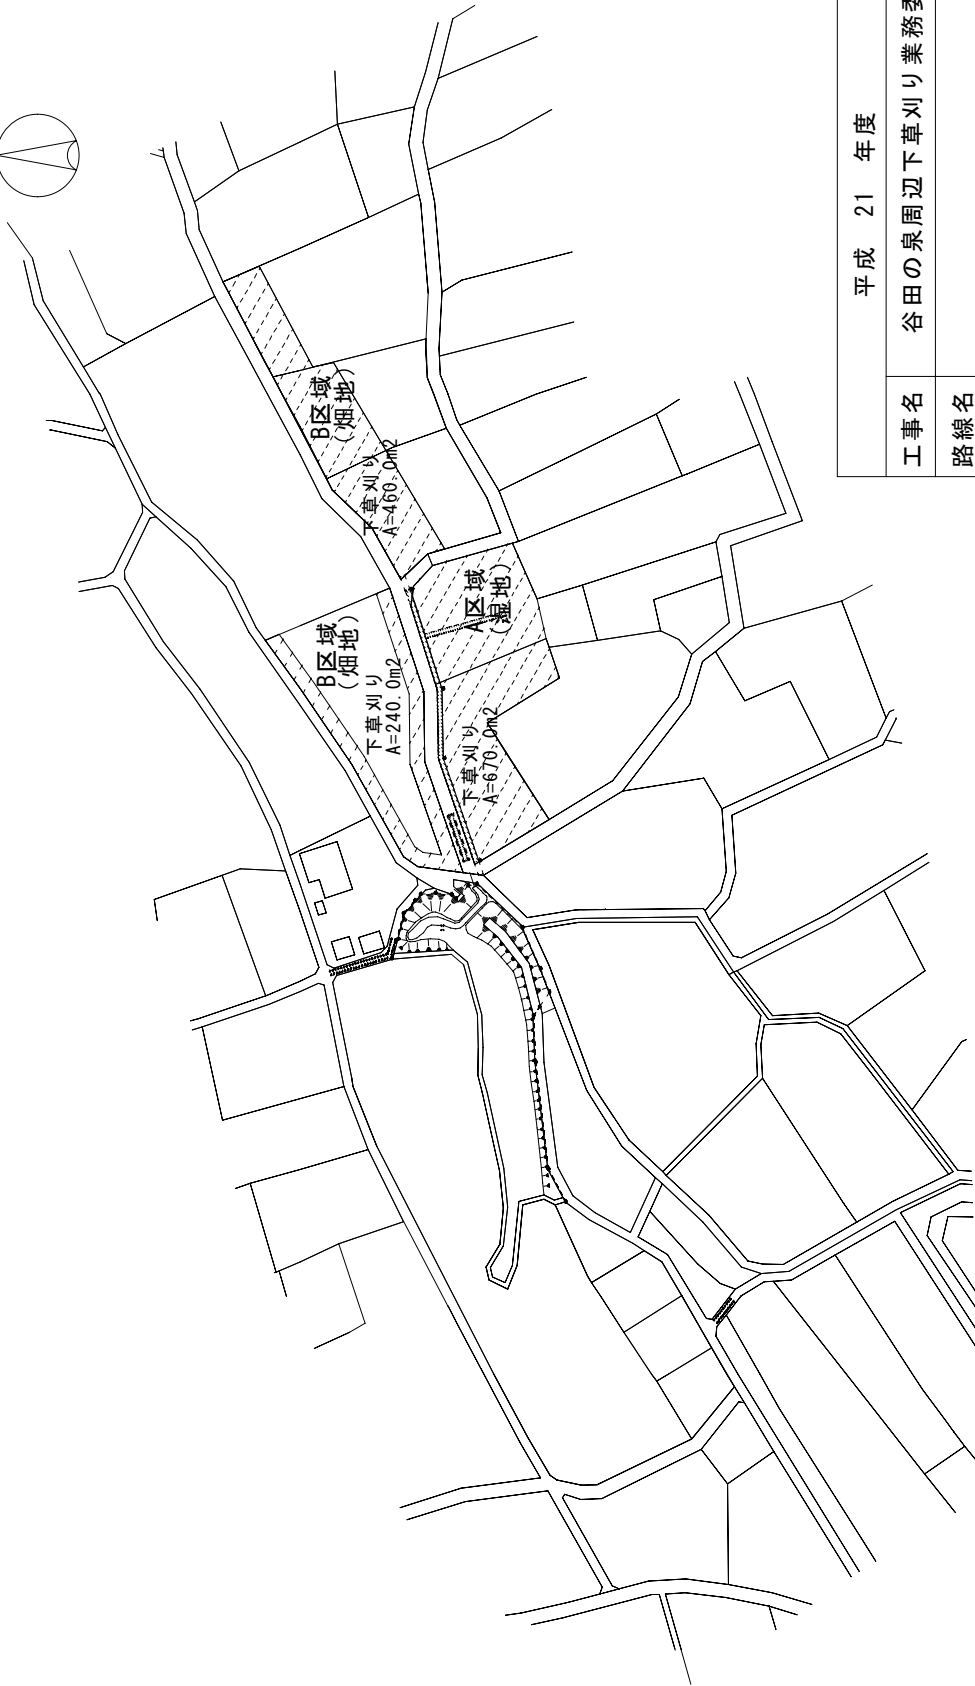 平成 21 年度
工事名 谷田の泉周辺下草刈り業務委
路線名
B区域
(畑地)
下草刈り
A=460.0m2
B区域
(畑地)
下草刈り
A=240.0m2
A区域
(湿地)
下草刈り
A=670.0m2